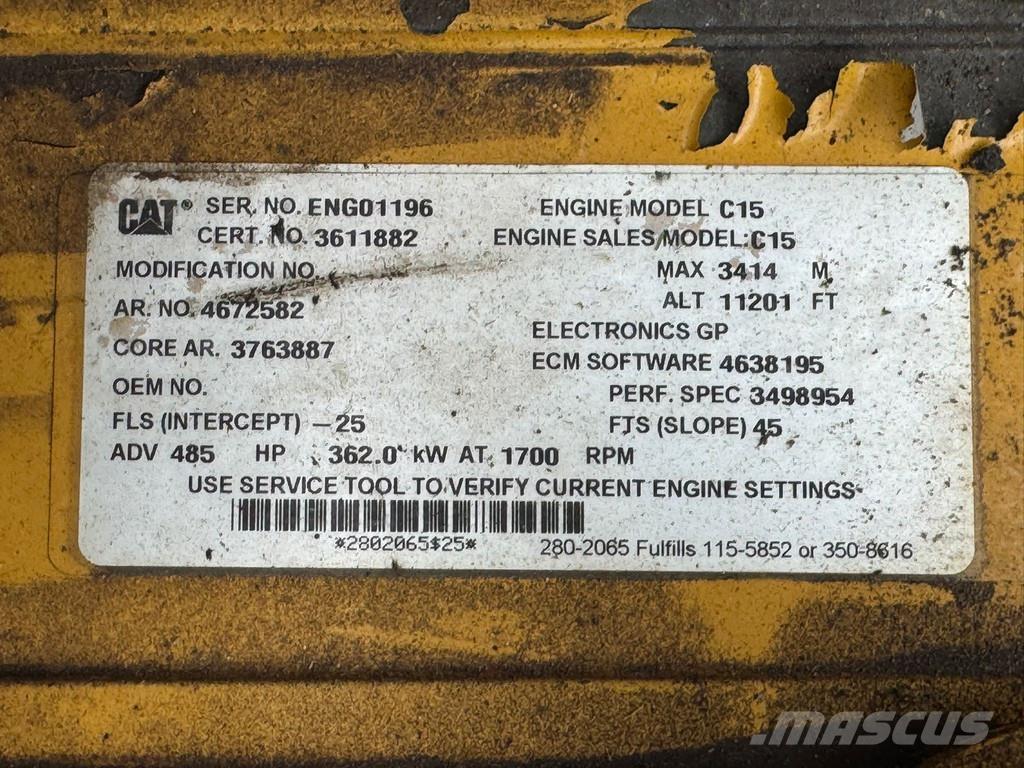 CAT® SER. NO. ENG01196 ENGINE MODEL C15
CERT. NO. 3611882 ENGINE SALES MODEL: C15
MODIFICATION NO. MAX 3414 M
AR. NO. 4672582 ALT 11201 FT
ELECTRONICS GP
CORE AR. 3763887 ECM SOFTWARE 4638195
OEM NO. PERF. SPEC 3498954
FLS (INTERCEPT) -25 FTS (SLOPE) 45
ADV 485 HP 362.0 kW AT 1700 RPM
USE SERVICE TOOL TO VERIFY CURRENT ENGINE SETTINGS
*2802065$25* 280-2065 Fulfills 115-5852 or 350-8616
MASCUS